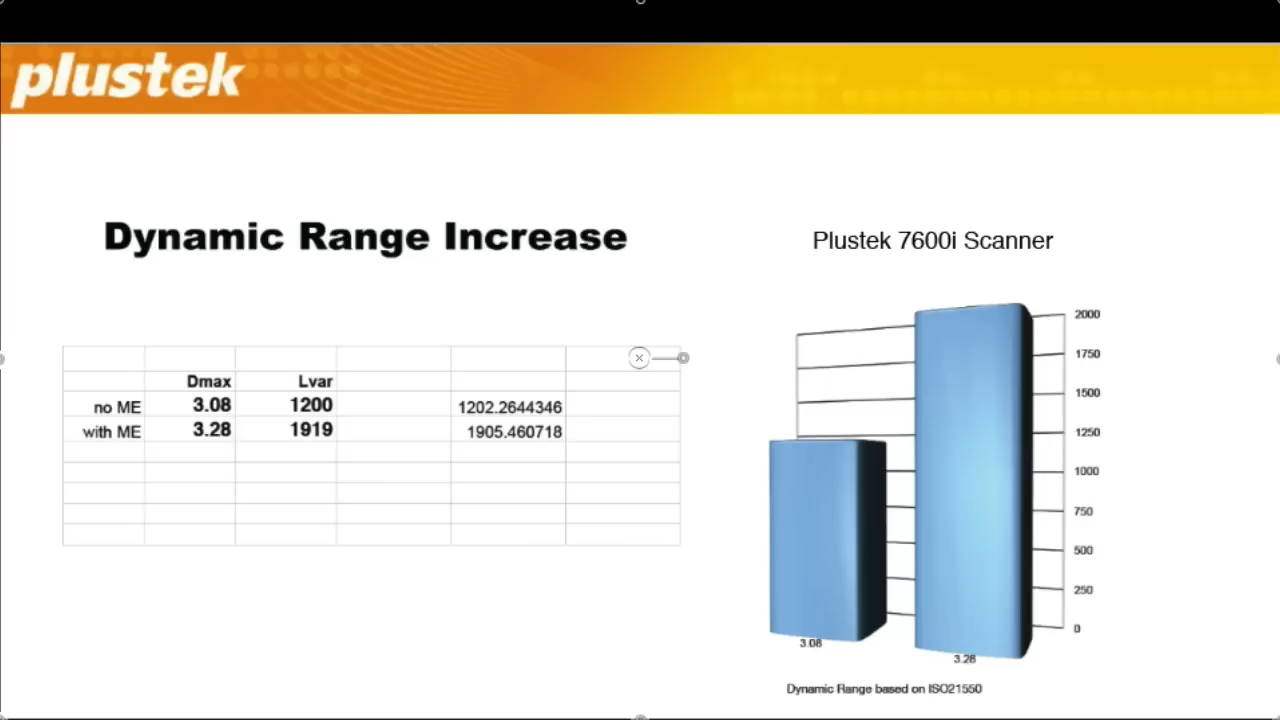 plustek
Dynamic Range Increase
Plustek 7600i Scanner
Dmax Lvar
no ME 3.08 1200 1202.2644346
with ME 3.28 1919 1905.460718
2000
1750
1500
1250
1000
750
500
250
0
3.08
3.28
Dynamic Range based on ISO21550